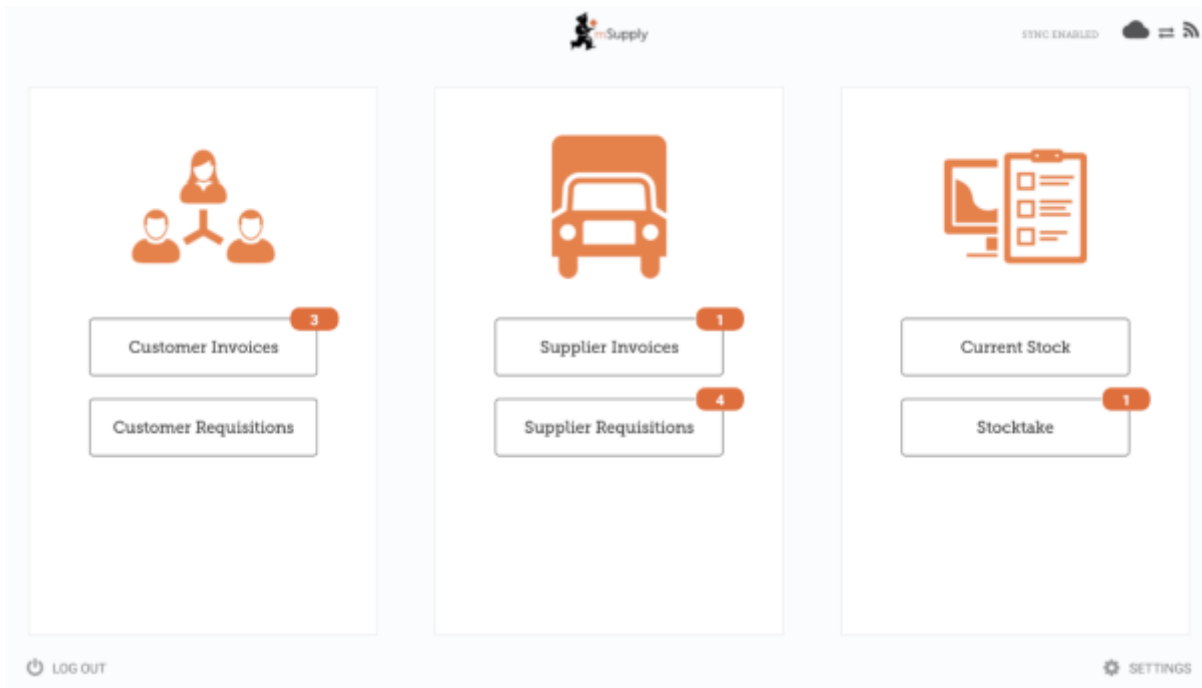 mSupply
SYNC ENABLED
3
Customer Invoices
Customer Requisitions
1
Supplier Invoices
4
Supplier Requisitions
Current Stock
1
Stocktake
LOG OUT
SETTINGS